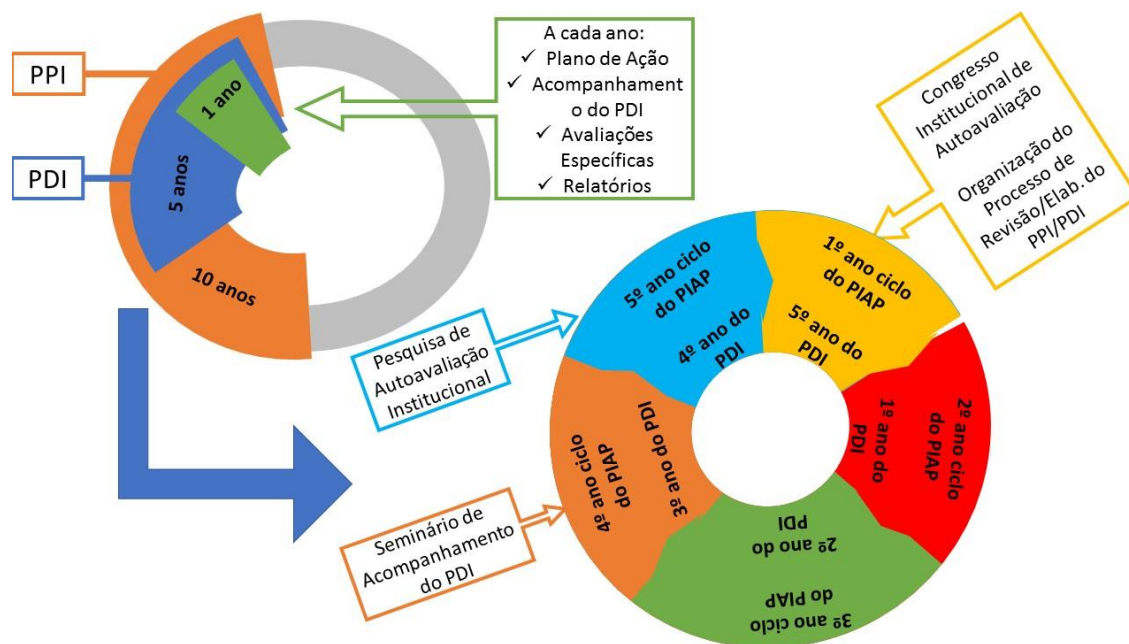 PPI
PDI
1 ano
5 anos
10 anos
A cada ano:
✓ Plano de Ação
✓ Acompanhament
o do PDI
✓ Avaliações
Específicas
✓ Relatórios
Congresso
Institucional de
Autoavaliação
Organização do
Processo de
Revisão/Elab. do
PPI/PDI
1º ano ciclo
do PIAP
5º ano do
PDI
2º ano ciclo
do PIAP
1º ano do
PDI
2º ano do
PDI
3º ano ciclo
do PIAP
4º ano ciclo
do PIAP
3º ano do PDI
5º ano ciclo
do PIAP
4º ano do
PDI
Pesquisa de
Autoavaliação
Institucional
Seminário de
Acompanhamento
do PDI